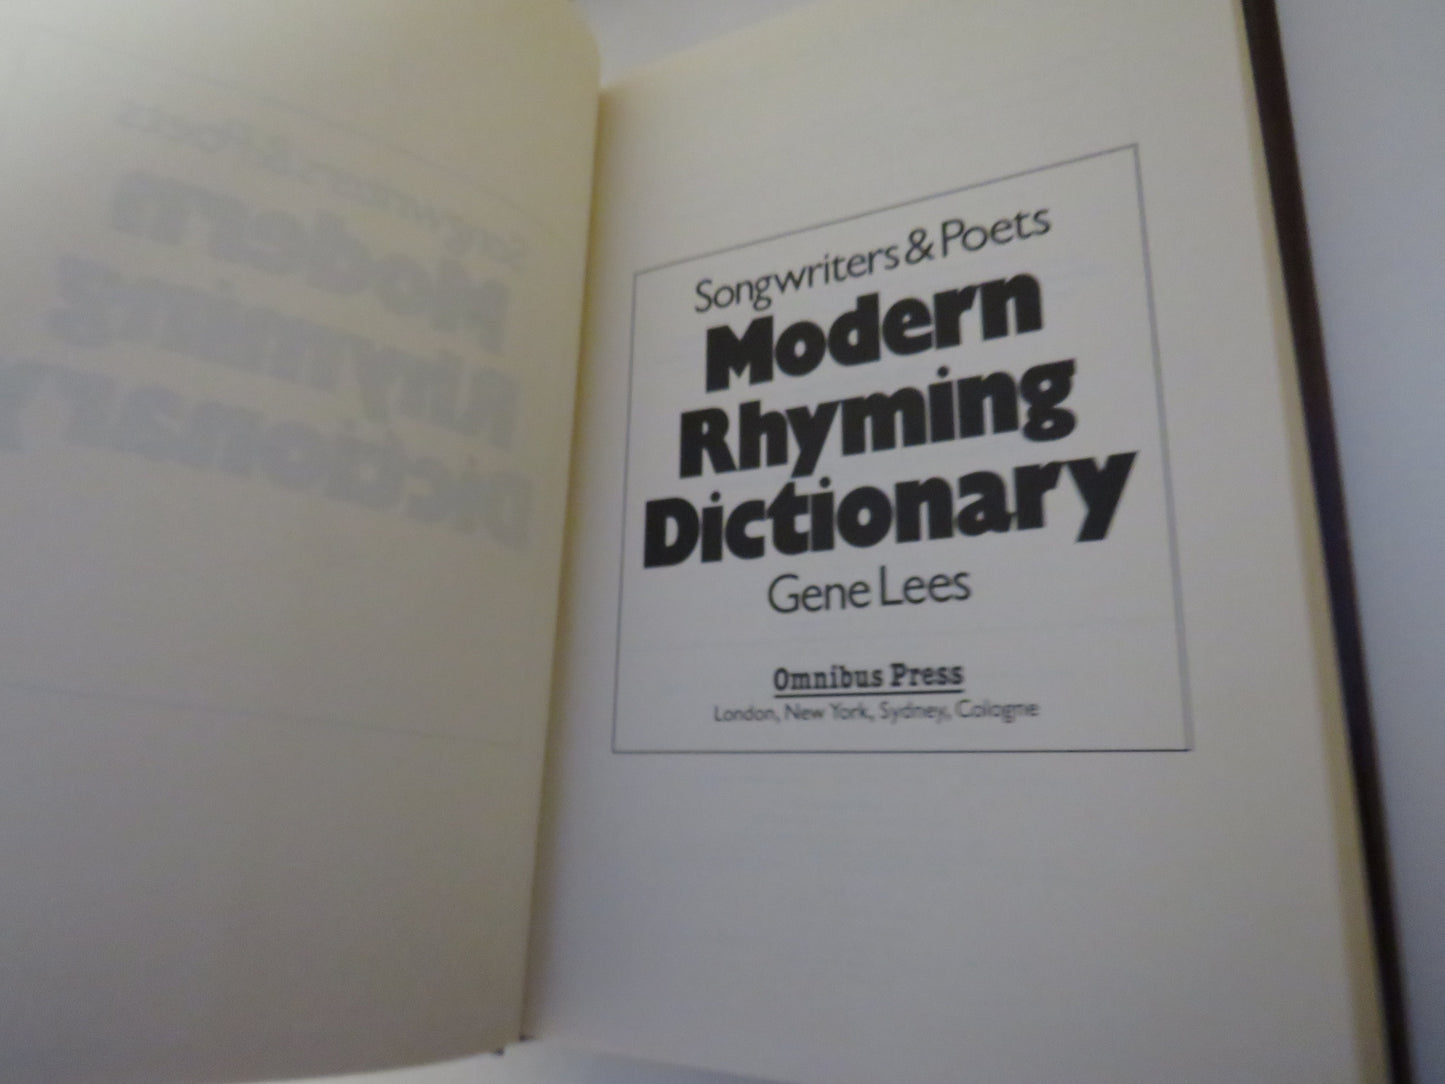 Songwriters & Poets
Modern
Rhyming
Dictionary
Gene Lees
Omnibus Press
London, New York, Sydney, Cologne